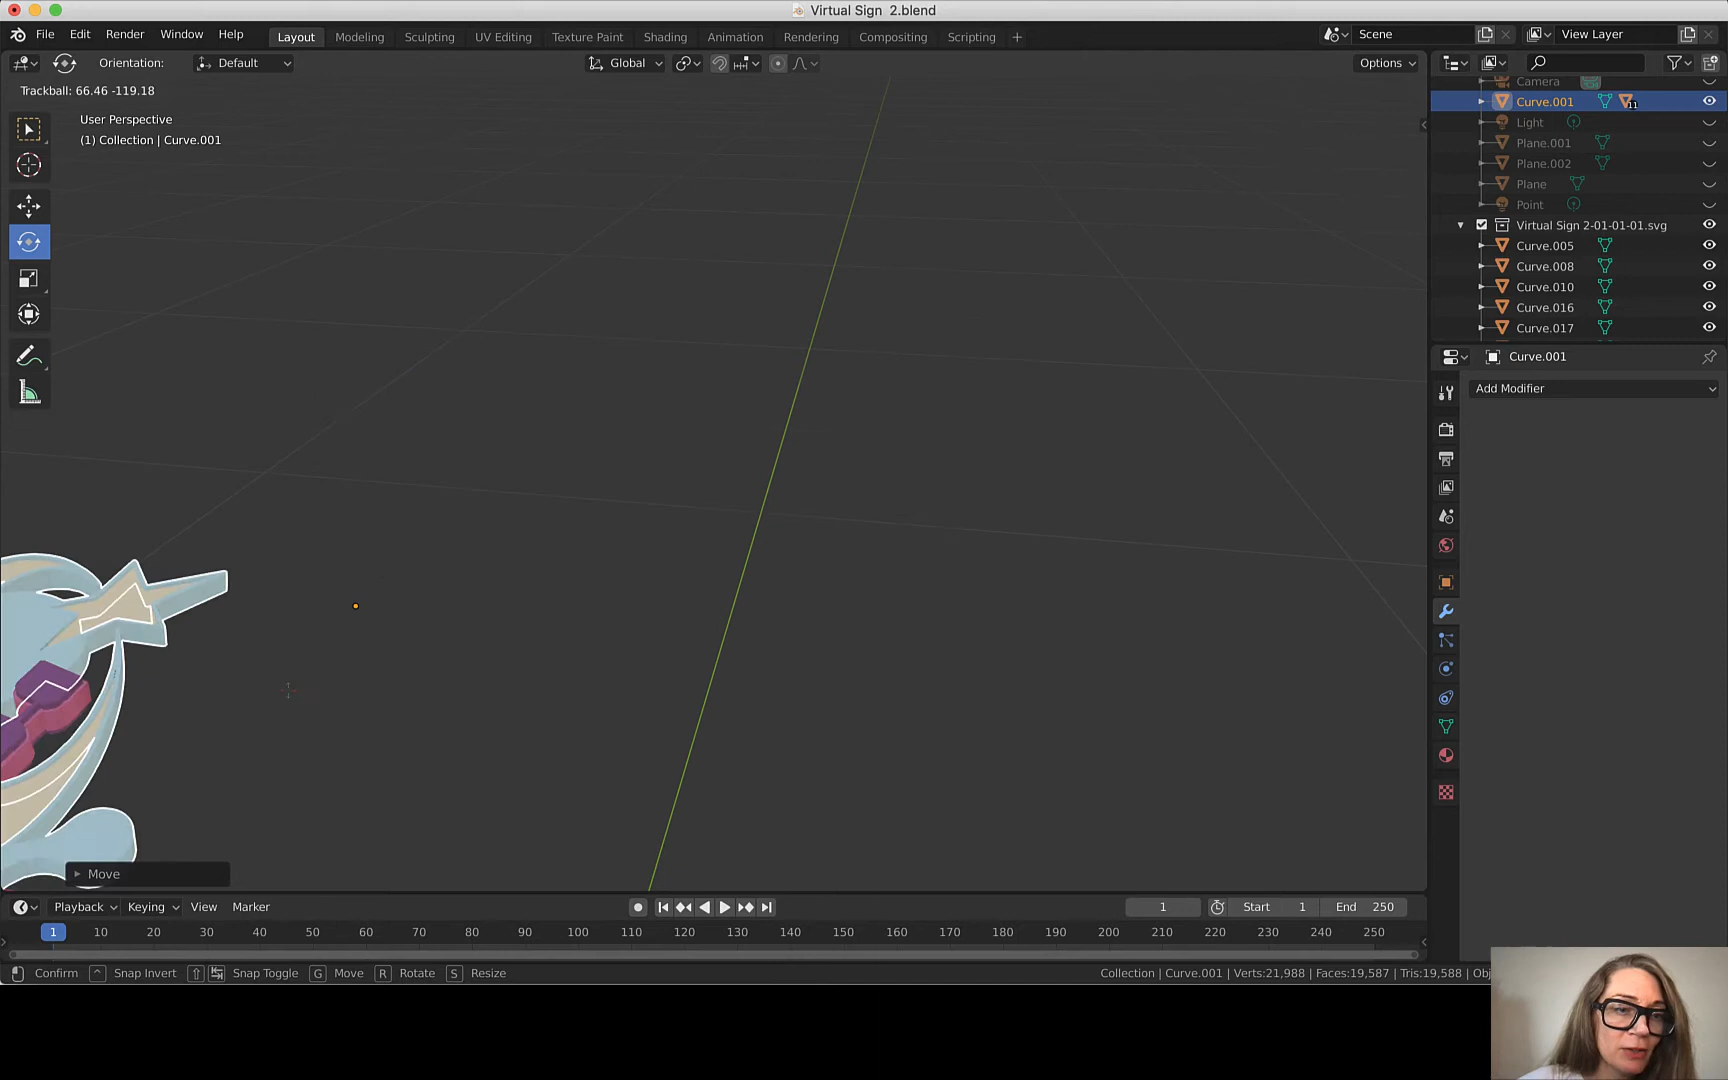 Virtual Sign 2.blend
File Edit Render Window Help
Layout Modeling Sculpting UV Editing Texture Paint Shading Animation Rendering Compositing Scripting
Scene View Layer
Orientation: Default Global Options
Trackball: 66.46 -119.18
User Perspective
(1) Collection | Curve.001
Camera
Curve.001 11
Light
Plane.001
Plane.002
Plane
Point
Virtual Sign 2-01-01-01.svg
Curve.005
Curve.008
Curve.010
Curve.016
Curve.017
Curve.001
Add Modifier
Move
Playback Keying View Marker 1 Start 1 End 250
1 10 20 30 40 50 60 70 80 90 100 110 120 130 140 150 160 170 180 190 200 210 220 230 240 250
Confirm Snap Invert Snap Toggle G Move R Rotate S Resize Collection | Curve.001 | Verts:21,988 | Faces:19,587 | Tris:19,588 |